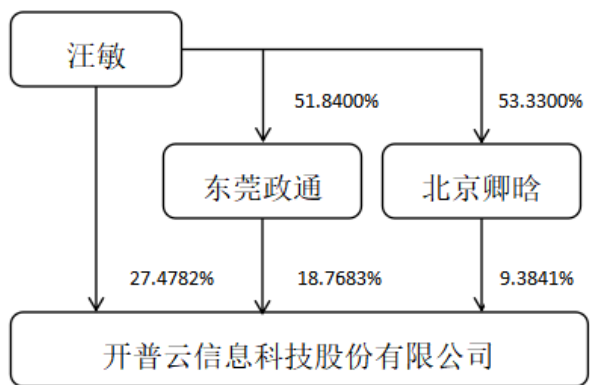 汪敏
51.8400%
53.3300%
东莞政通
北京卿晗
27.4782%
18.7683%
9.3841%
开普云信息科技股份有限公司